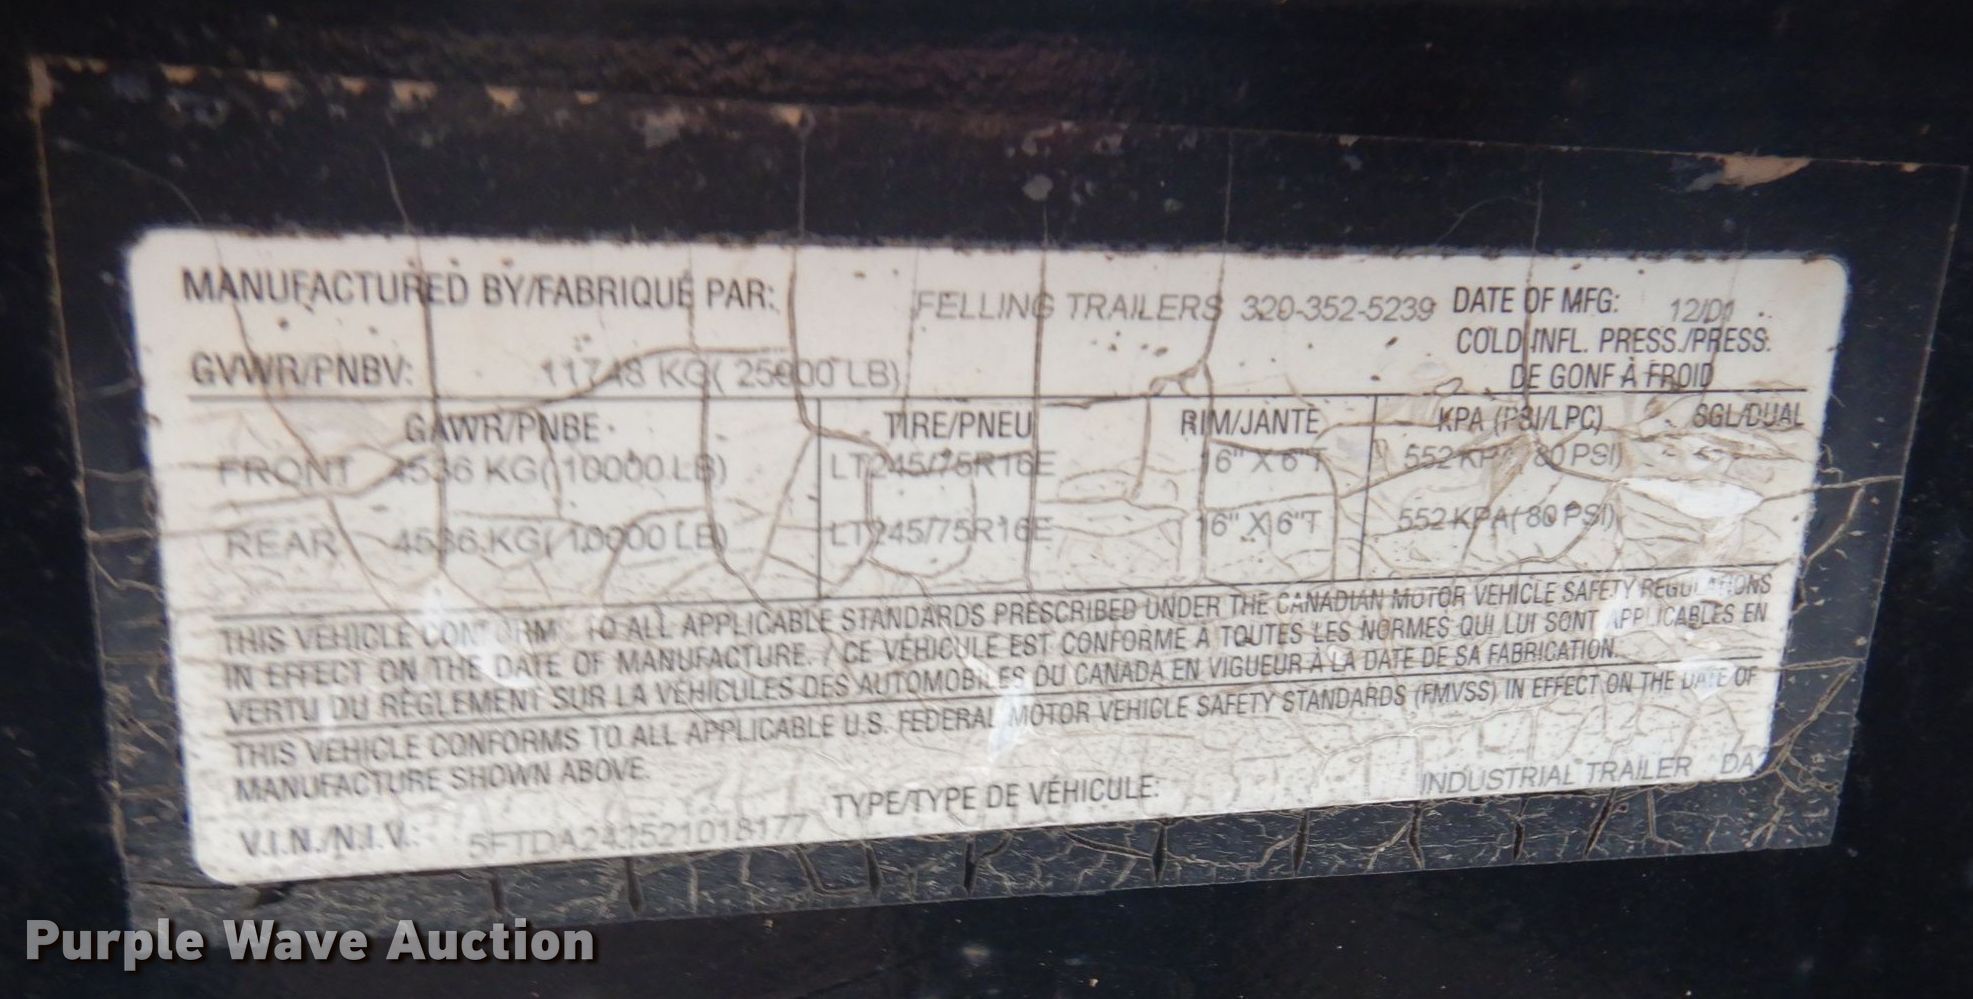 MANUFACTURED BY/FABRIQUÉ PAR: FELLING TRAILERS 320-352-5239 DATE OF MFG: 12/01
COLD INFL. PRESS./PRESS.
GVWR/PNBV: 11748 KG( 25900 LB) DE GONF À FROID
GAWR/PNBE TIRE/PNEU RIM/JANTE KPA (PSI/LPC) SGL/DUAL
FRONT 4536 KG( 10000 LB) LT245/75R16E 16" X 6"T 552 KPA( 80 PSI)
REAR 4536 KG( 10000 LB) LT245/75R16E 16" X 6"T 552 KPA( 80 PSI)
THIS VEHICLE CONFORMS TO ALL APPLICABLE STANDARDS PRESCRIBED UNDER THE CANADIAN MOTOR VEHICLE SAFETY REGULATIONS
IN EFFECT ON THE DATE OF MANUFACTURE. / CE VÉHICULE EST CONFORME À TOUTES LES NORMES QUI LUI SONT APPLICABLES EN
VERTU DU RÈGLEMENT SUR LA VÉHICULES DES AUTOMOBILES DU CANADA EN VIGUEUR À LA DATE DE SA FABRICATION.
THIS VEHICLE CONFORMS TO ALL APPLICABLE U.S. FEDERAL MOTOR VEHICLE SAFETY STANDARDS (FMVSS) IN EFFECT ON THE DATE OF
MANUFACTURE SHOWN ABOVE.
V.I.N./N.I.V.: 5FTDA242521018177 TYPE/TYPE DE VÉHICULE: INDUSTRIAL TRAILER
Purple Wave Auction